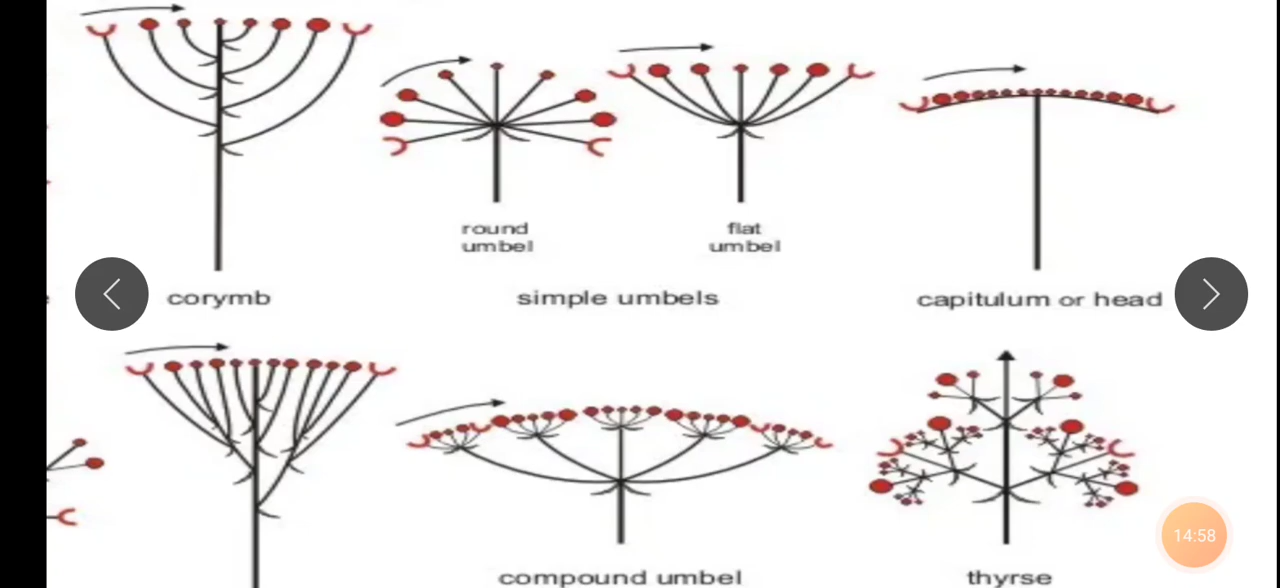 round
umbel
flat
umbel
corymb
simple umbels
capitulum or head
14:58
compound umbel
thyrse